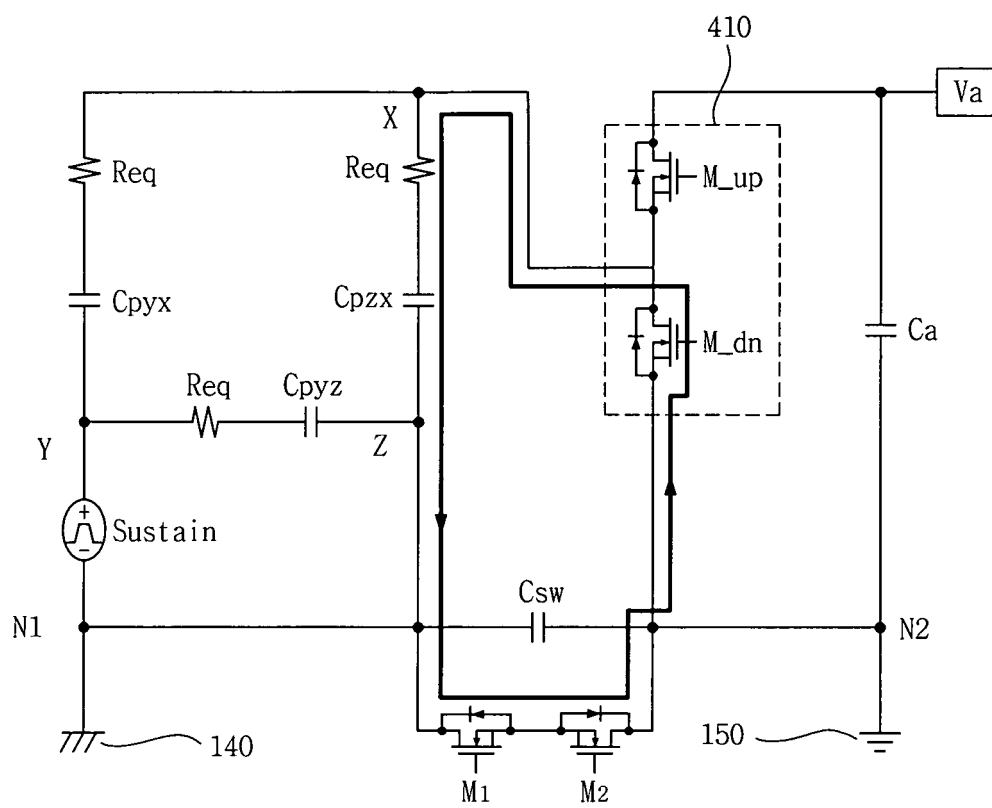 410
Va
X
Req
Req
M_up
Cpyx
Cpzx
M_dn
Ca
Req
Cpyz
Y
Z
Sustain
Csw
N1
N2
140
150
M1
M2